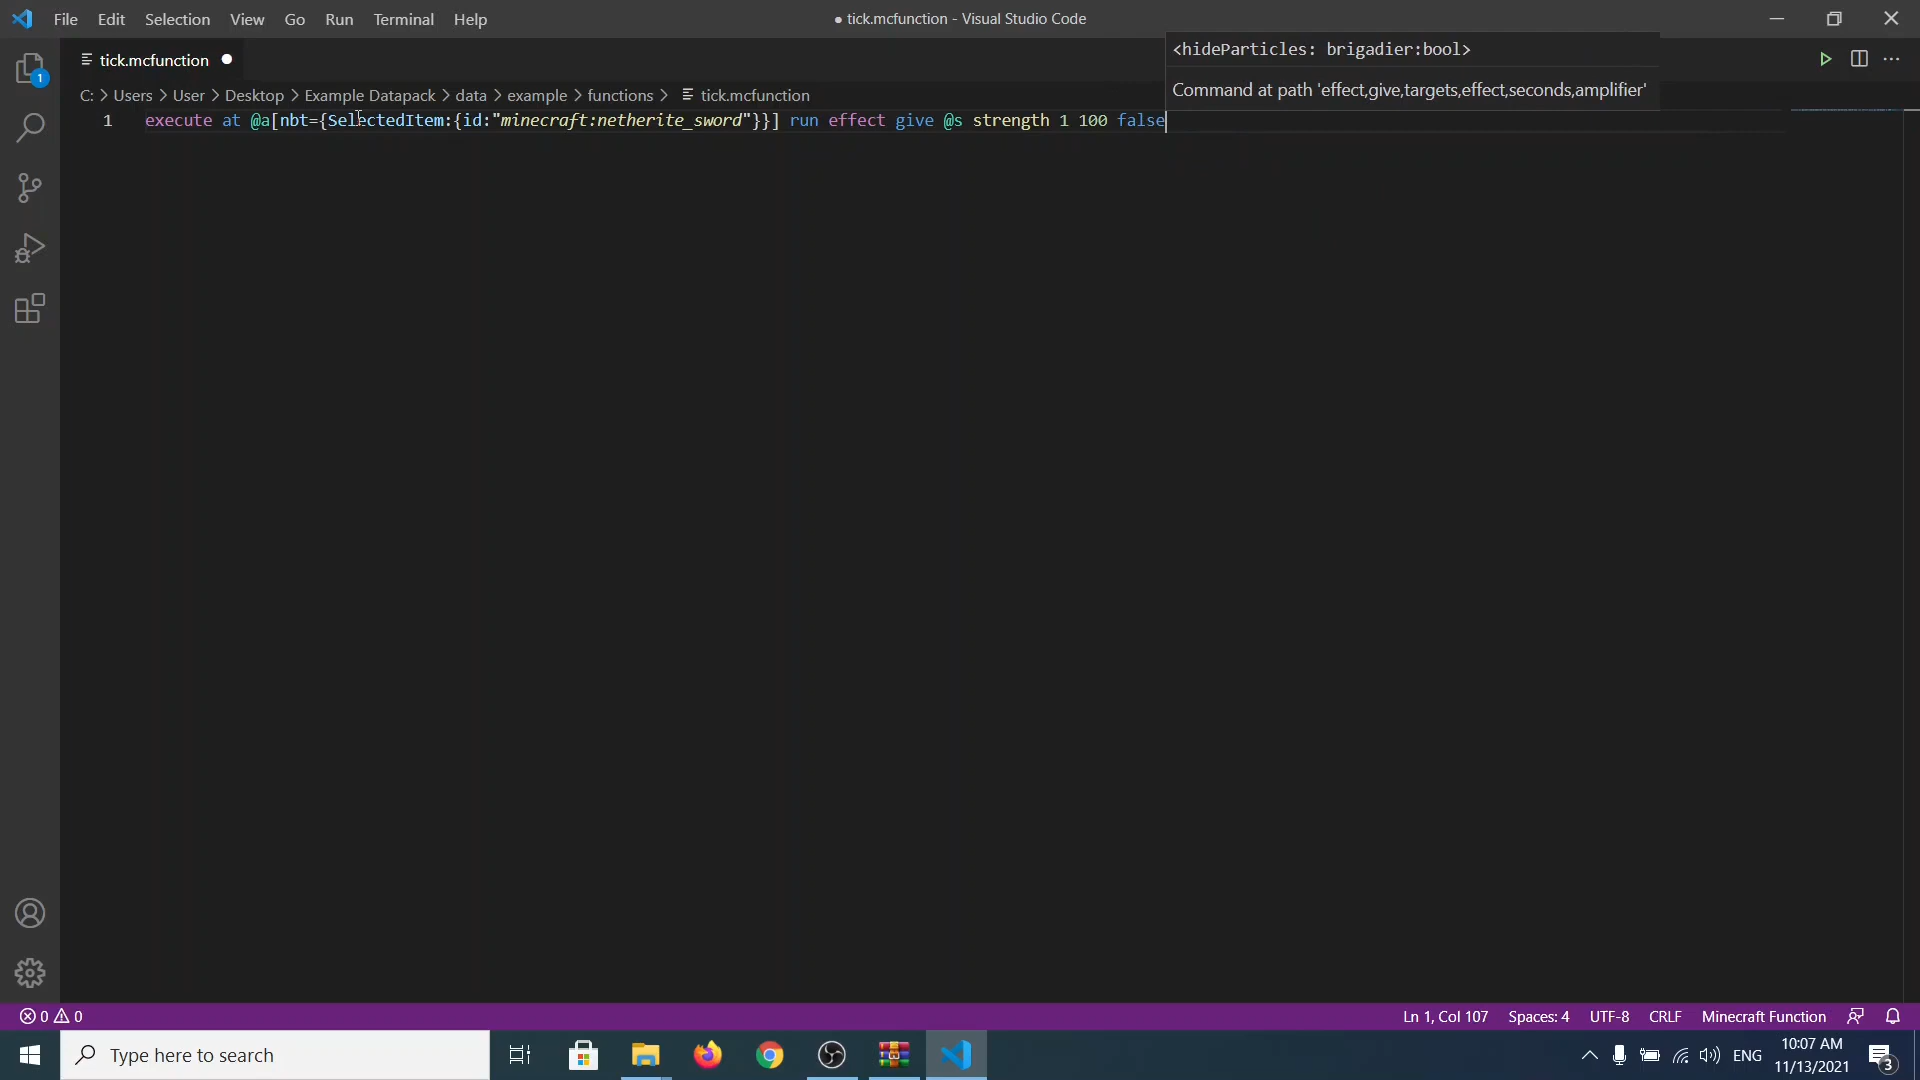 File Edit Selection View Go Run Terminal Help
● tick.mcfunction - Visual Studio Code
tick.mcfunction ●
<hideParticles: brigadier:bool>
Command at path 'effect,give,targets,effect,seconds,amplifier'
C: > Users > User > Desktop > Example Datapack > data > example > functions > tick.mcfunction
1 execute at @a[nbt={SelectedItem:{id:"minecraft:netherite_sword"}}] run effect give @s strength 1 100 false
1
0 0
Ln 1, Col 107 Spaces: 4 UTF-8 CRLF Minecraft Function
Type here to search
ENG
10:07 AM
11/13/2021
3